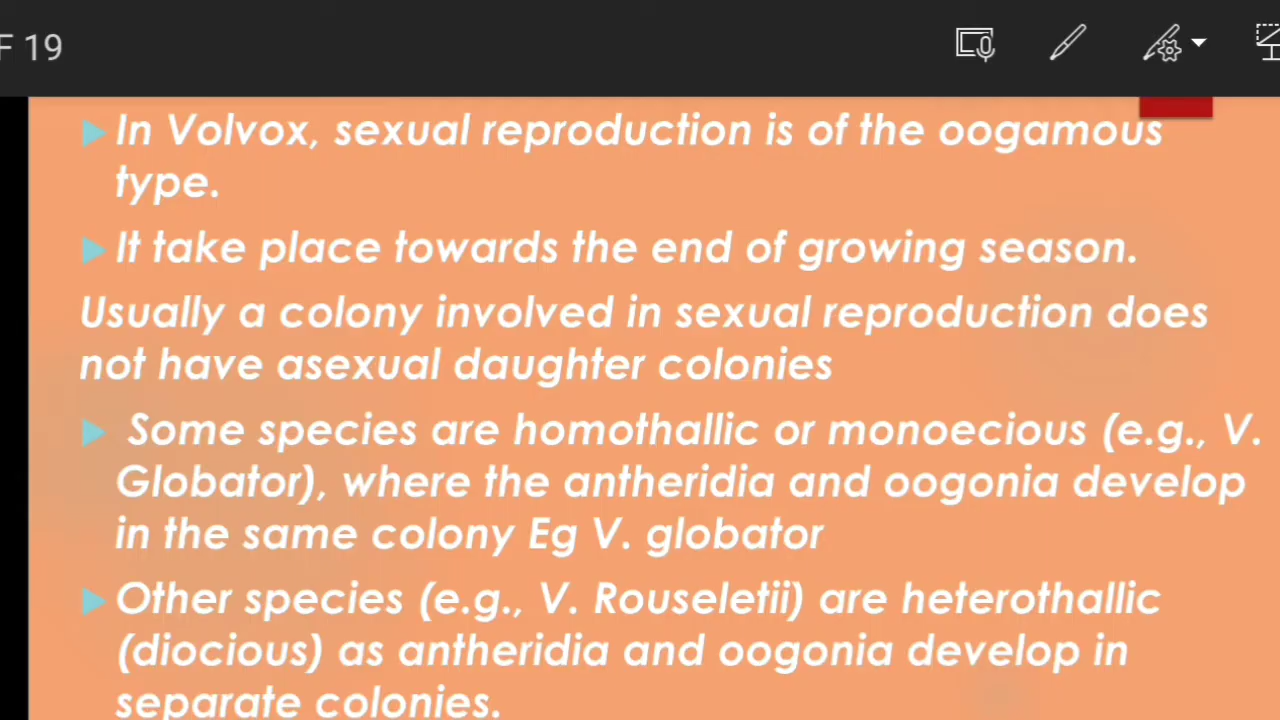 F 19
In Volvox, sexual reproduction is of the oogamous
type.
It take place towards the end of growing season.
Usually a colony involved in sexual reproduction does
not have asexual daughter colonies
Some species are homothallic or monoecious (e.g., V.
Globator), where the antheridia and oogonia develop
in the same colony Eg V. globator
Other species (e.g., V. Rouseletii) are heterothallic
(diocious) as antheridia and oogonia develop in
separate colonies.